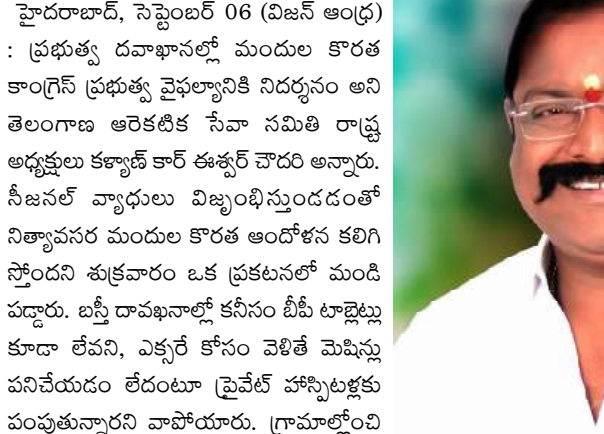 హైదరాబాద్, సెప్టెంబర్ 06 (విజన్ ఆంధ్ర)
: ప్రభుత్వ దవాఖానల్లో మందుల కొరత
కాంగ్రెస్ ప్రభుత్వ వైఫల్యానికి నిదర్శనం అని
తెలంగాణ ఆరెకటిక సేవా సమితి రాష్ట్ర
అధ్యక్షులు కళ్యాణ్ కార్ ఈశ్వర్ చౌదరి అన్నారు.
సీజనల్ వ్యాధులు విజృంభిస్తుండడంతో
నిత్యావసర మందుల కొరత ఆందోళన కలిగి
స్తోందని శుక్రవారం ఒక ప్రకటనలో మండి
పడ్డారు. బస్తీ దావఖనాల్లో కనీసం బీపీ టాబ్లెట్లు
కూడా లేవని, ఎక్సరే కోసం వెళితే మెషిన్లు
పనిచేయడం లేదంటూ ప్రైవేట్ హాస్పిటళ్లకు
పంపుతున్నారని వాపోయారు. గ్రామాల్లోంచి